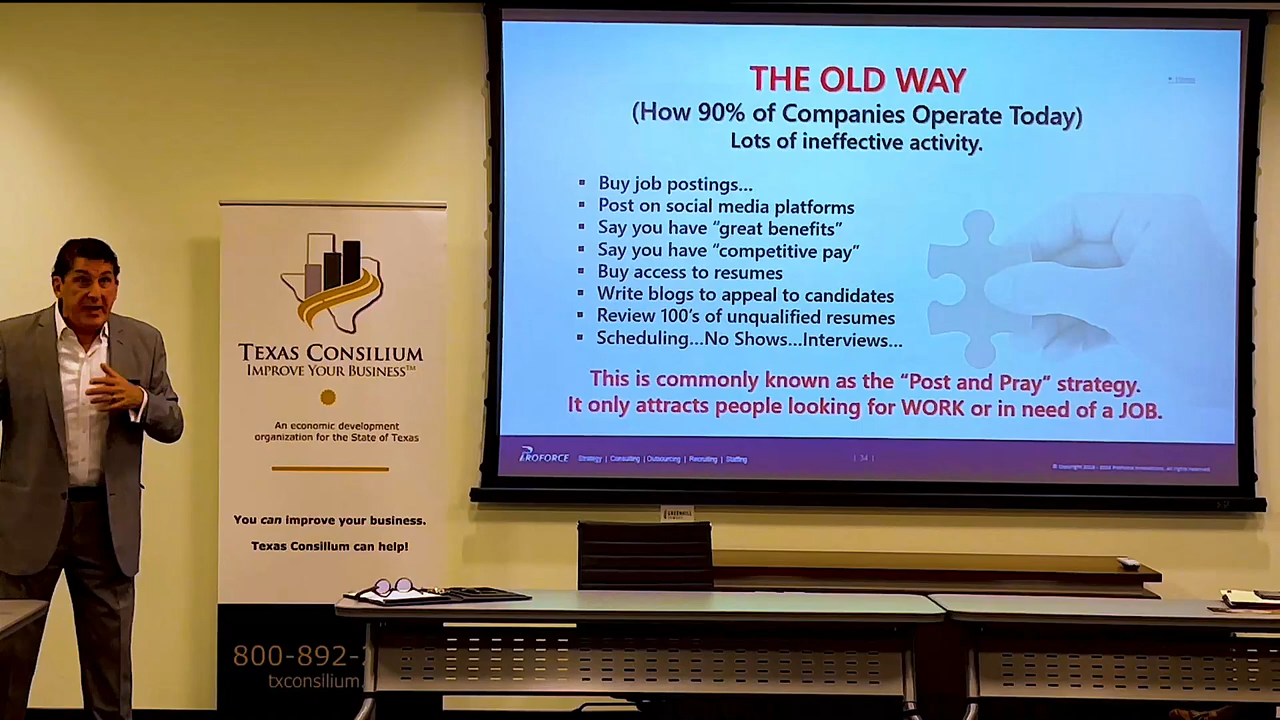 THE OLD WAY
(How 90% of Companies Operate Today)
Lots of ineffective activity.
▪ Buy job postings...
▪ Post on social media platforms
▪ Say you have “great benefits”
▪ Say you have “competitive pay”
▪ Buy access to resumes
▪ Write blogs to appeal to candidates
▪ Review 100's of unqualified resumes
▪ Scheduling...No Shows...Interviews...
This is commonly known as the “Post and Pray” strategy.
It only attracts people looking for WORK or in need of a JOB.
PROFORCE Strategy | Consulting | Outsourcing | Recruiting | Staffing
| 34 |
TEXAS CONSILIUM
IMPROVE YOUR BUSINESS™
An economic development
organization for the State of Texas
You can improve your business.
Texas Consilium can help!
800-892-
txconsilium.
GREENHILL